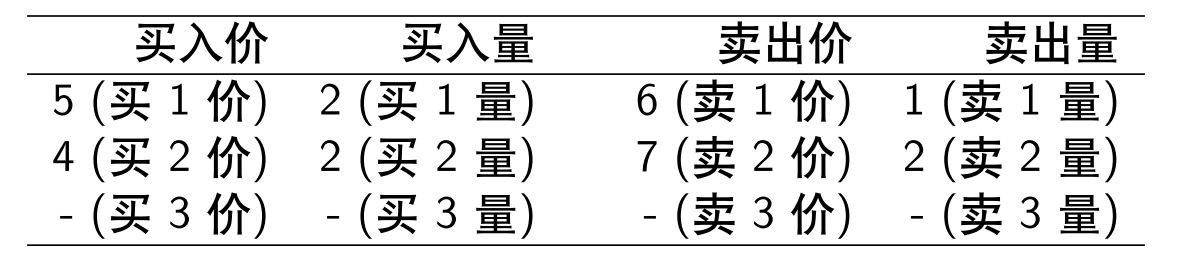 买入价 买入量 卖出价 卖出量
5 (买 1 价) 2 (买 1 量) 6 (卖 1 价) 1 (卖 1 量)
4 (买 2 价) 2 (买 2 量) 7 (卖 2 价) 2 (卖 2 量)
- (买 3 价) - (买 3 量) - (卖 3 价) - (卖 3 量)